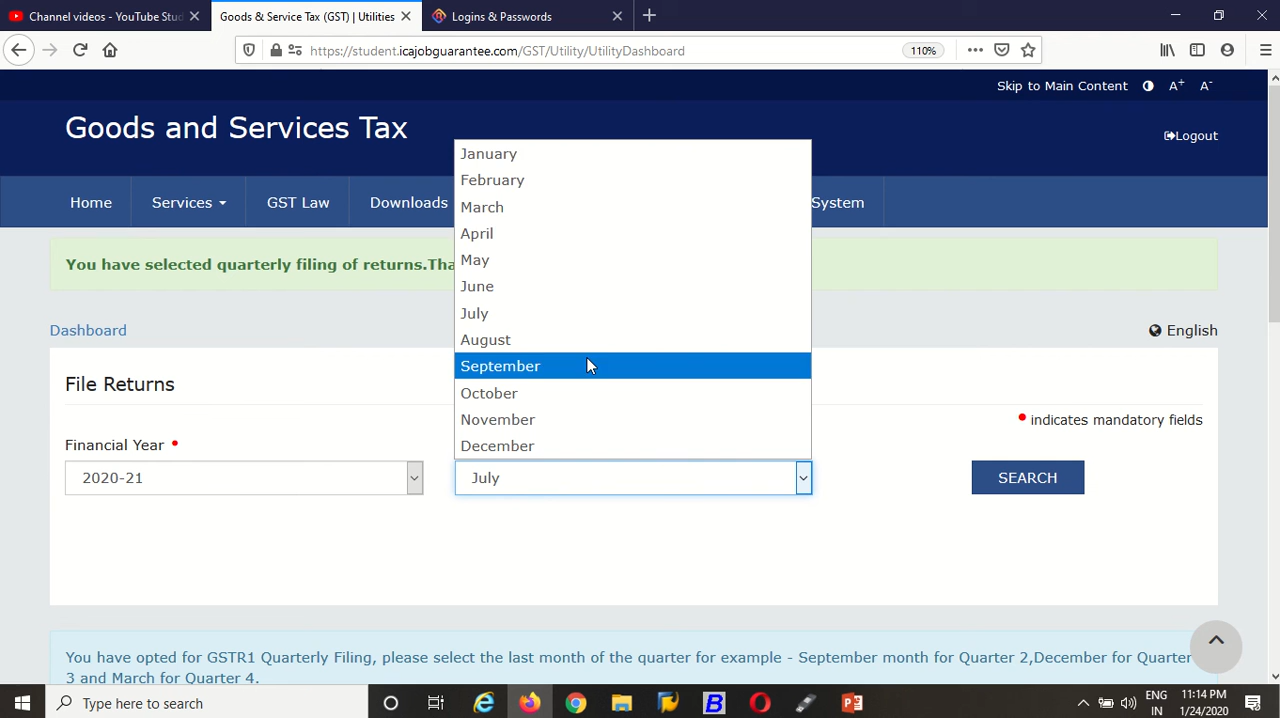 Channel videos - YouTube Stud
Goods & Service Tax (GST) | Utilities
Logins & Passwords
https://student.icajobguarantee.com/GST/Utility/UtilityDashboard
110%
Skip to Main Content
A+
A-
Goods and Services Tax
Logout
Home
Services
GST Law
Downloads
System
You have selected quarterly filing of returns.Tha
January
February
March
April
May
June
July
August
September
October
November
December
Dashboard
English
File Returns
• indicates mandatory fields
Financial Year •
2020-21
July
SEARCH
You have opted for GSTR1 Quarterly Filing, please select the last month of the quarter for example - September month for Quarter 2,December for Quarter
3 and March for Quarter 4.
Type here to search
B
ENG
IN
11:14 PM
1/24/2020